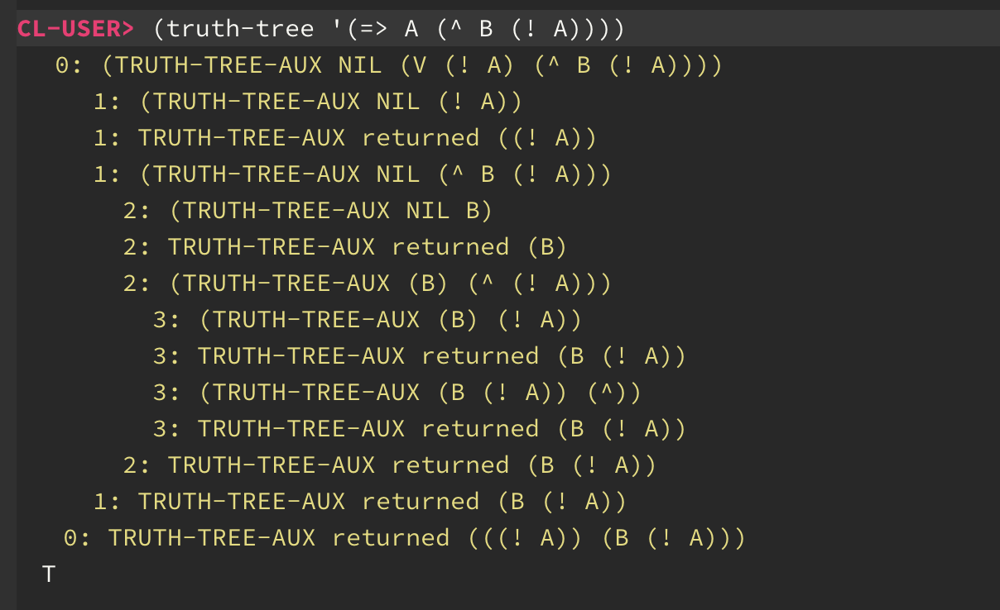 CL-USER> (truth-tree '(=> A (^ B (! A))))
0: (TRUTH-TREE-AUX NIL (V (! A) (^ B (! A))))
1: (TRUTH-TREE-AUX NIL (! A))
1: TRUTH-TREE-AUX returned ((! A))
1: (TRUTH-TREE-AUX NIL (^ B (! A)))
2: (TRUTH-TREE-AUX NIL B)
2: TRUTH-TREE-AUX returned (B)
2: (TRUTH-TREE-AUX (B) (^ (! A)))
3: (TRUTH-TREE-AUX (B) (! A))
3: TRUTH-TREE-AUX returned (B (! A))
3: (TRUTH-TREE-AUX (B (! A)) (^))
3: TRUTH-TREE-AUX returned (B (! A))
2: TRUTH-TREE-AUX returned (B (! A))
1: TRUTH-TREE-AUX returned (B (! A))
0: TRUTH-TREE-AUX returned (((! A)) (B (! A)))
T